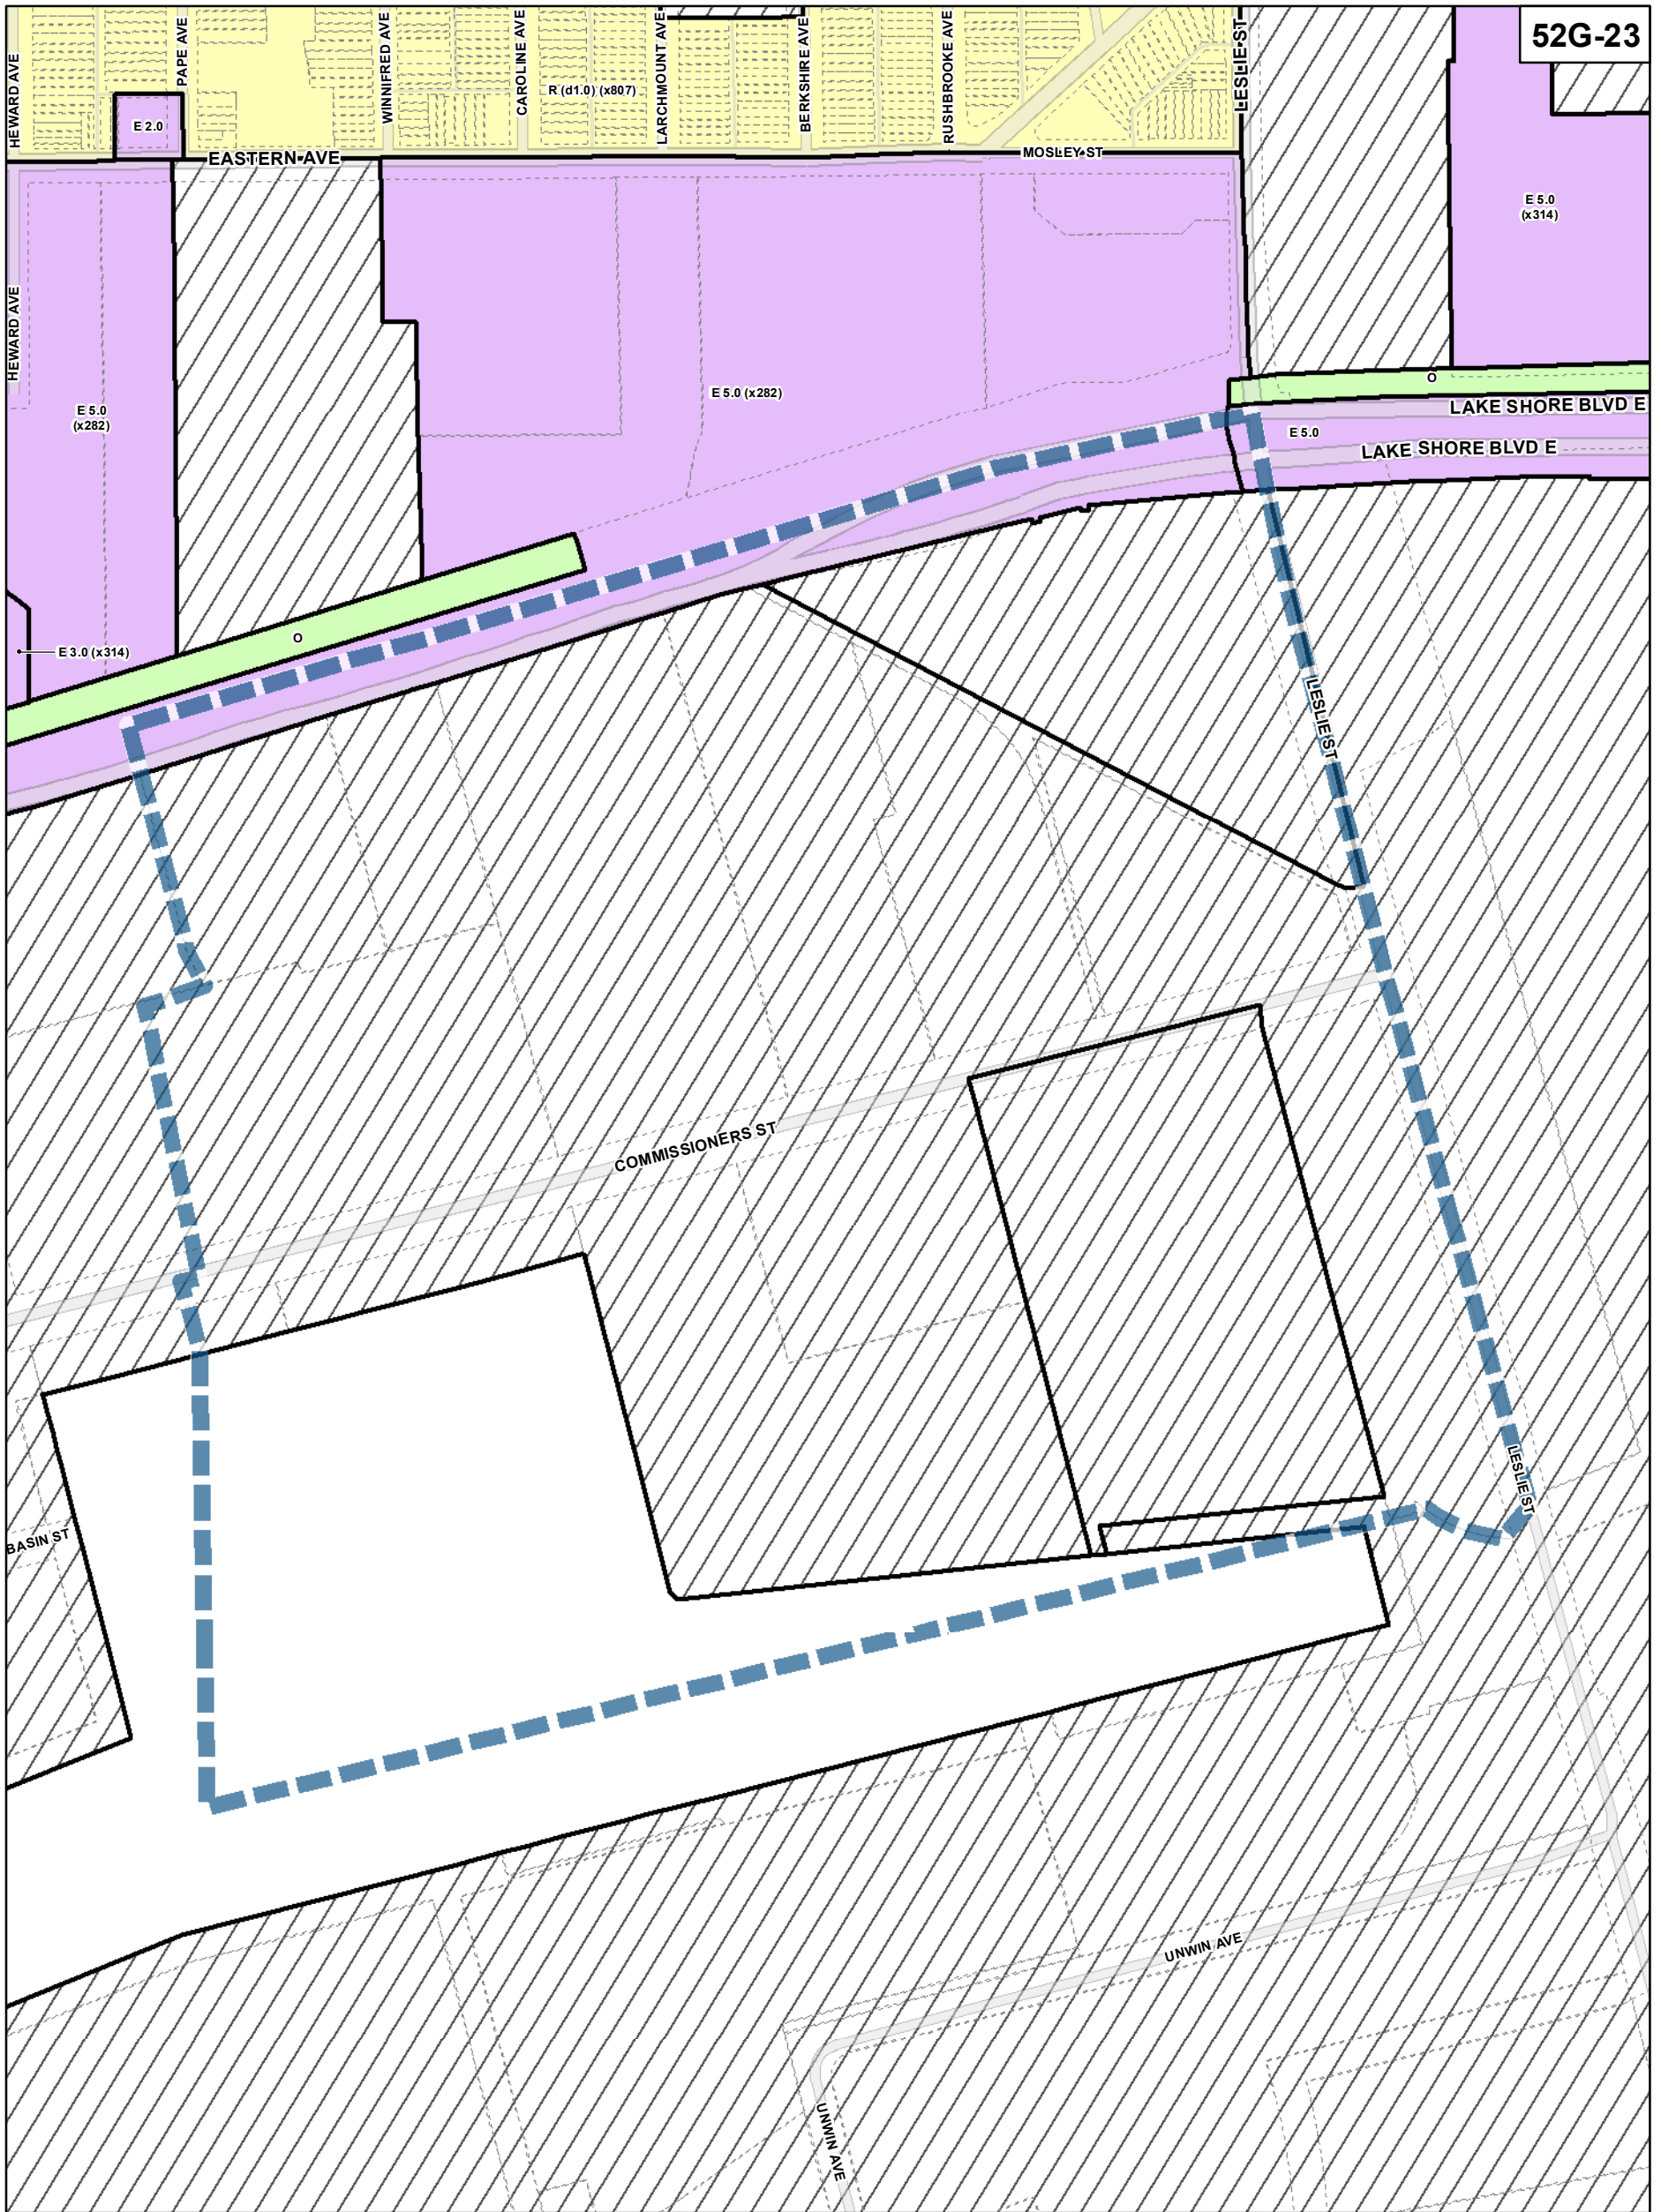 52G-23
HEWARD AVE
PAPE AVE
WINNIFRED AVE
CAROLINE AVE
LARCHMOUNT AVE
BERKSHIRE AVE
RUSHBROOKE AVE
LESLIE ST
R (d1.0) (x807)
E 2.0
EASTERN AVE
MOSLEY ST
E 5.0
(x314)
HEWARD AVE
E 5.0
(x282)
E 5.0 (x282)
O
LAKE SHORE BLVD E
E 5.0
LAKE SHORE BLVD E
O
E 3.0 (x314)
LESLIE ST
COMMISSIONERS ST
LESLIE ST
BASIN ST
UNWIN AVE
UNWIN AVE